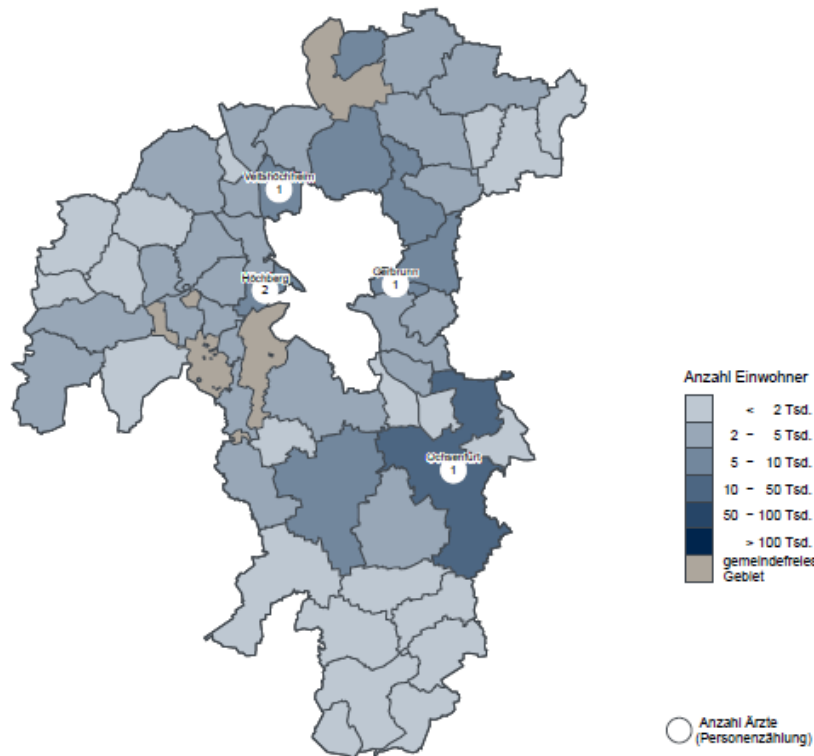 Veitshöchheim
1
Höchberg
2
Gerbrunn
1
Ochsenfurt
1
Anzahl Einwohner
< 2 Tsd.
2 – 5 Tsd.
5 – 10 Tsd.
10 – 50 Tsd.
50 – 100 Tsd.
> 100 Tsd.
gemeindefreies
Gebiet
Anzahl Ärzte
(Personenzählung)